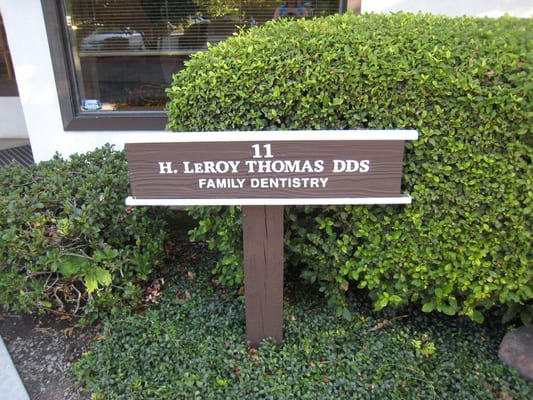 11
H. LEROY THOMAS DDS
FAMILY DENTISTRY